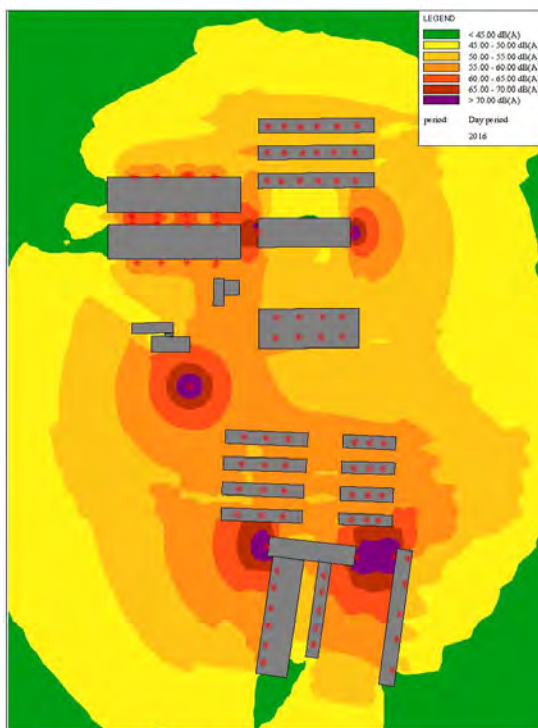 LEGEND
< 45.00 dB(A)
45.00 - 50.00 dB(A)
50.00 - 55.00 dB(A)
55.00 - 60.00 dB(A)
60.00 - 65.00 dB(A)
65.00 - 70.00 dB(A)
> 70.00 dB(A)
period: Day period
2016